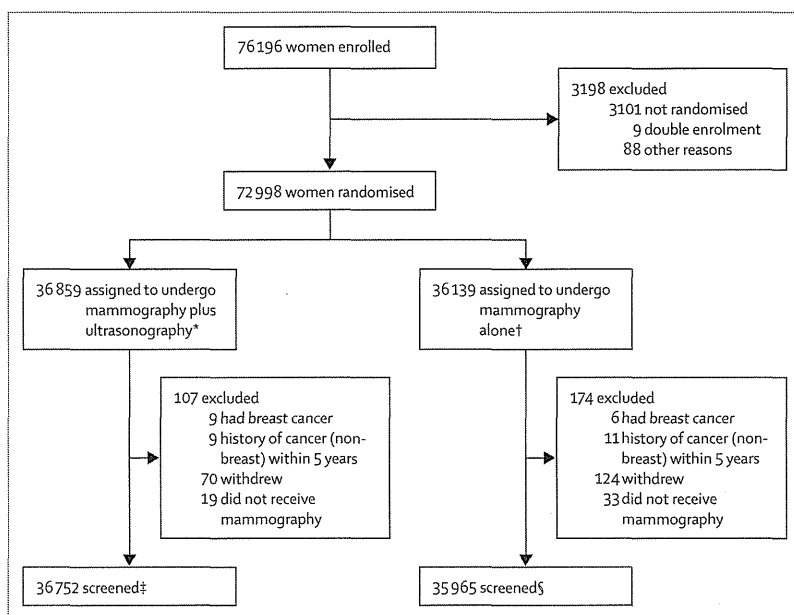 76196 women enrolled
3198 excluded
3101 not randomised
9 double enrolment
88 other reasons
72998 women randomised
36859 assigned to undergo
mammography plus
ultrasonography*
36139 assigned to undergo
mammography
alone†
107 excluded
9 had breast cancer
9 history of cancer (non-
breast) within 5 years
70 withdrew
19 did not receive
mammography
174 excluded
6 had breast cancer
11 history of cancer (non-
breast) within 5 years
124 withdrew
33 did not receive
mammography
36752 screened‡
35965 screened§